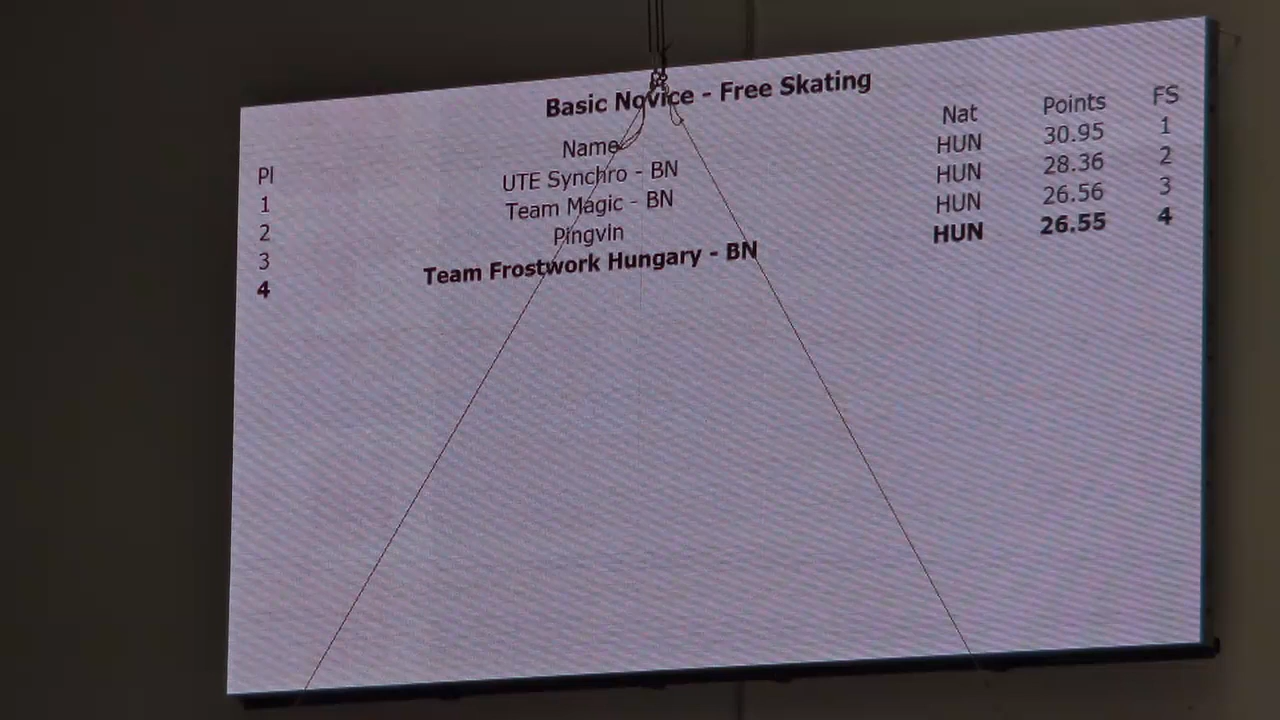 Basic Novice - Free Skating
Pl Name Nat Points FS
1 UTE Synchro - BN HUN 30.95 1
2 Team Magic - BN HUN 28.36 2
3 Pingvin HUN 26.56 3
4 Team Frostwork Hungary - BN HUN 26.55 4